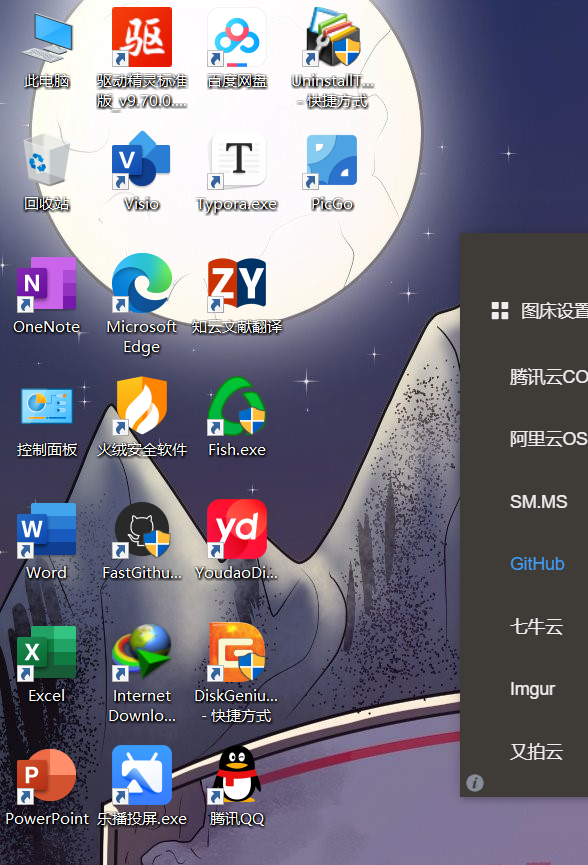 此电脑
驱
驱动精灵标准
版_v9.70.0....
百度网盘
UninstallT...
- 快捷方式
回收站
V
Visio
T
Typora.exe
PicGo
N
OneNote
Microsoft
Edge
ZY
知云文献翻译
控制面板
火绒安全软件
Fish.exe
W
Word
FastGithu...
yd
YoudaoDi...
X
Excel
Internet
Downlo...
G
DiskGeniu...
- 快捷方式
P
PowerPoint
乐播投屏.exe
腾讯QQ
图床设置
腾讯云CO
阿里云OS
SM.MS
GitHub
七牛云
Imgur
又拍云
i